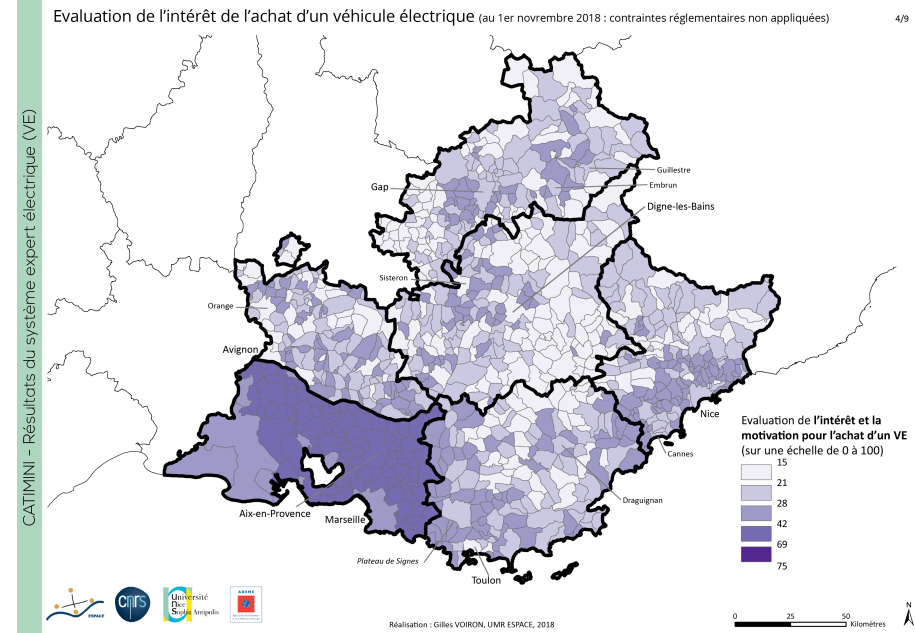 Evaluation de l'intérêt de l'achat d'un véhicule électrique (au 1er novrembre 2018 : contraintes réglementaires non appliquées)
4/9
CATIMINI - Résultats du système expert électrique (VE)
Guillestre
Gap
Embrun
Digne-les-Bains
Sisteron
Orange
Avignon
Nice
Cannes
Draguignan
Aix-en-Provence
Marseille
Plateau de Signes
Toulon
Evaluation de l'intérêt et la
motivation pour l'achat d'un VE
(sur une échelle de 0 à 100)
15
21
28
42
69
75
ESPACE
cnrs
Université
Nice
Sophia Antipolis
ADEME
Réalisation : Gilles VOIRON, UMR ESPACE, 2018
0 25 50
Kilomètres
N